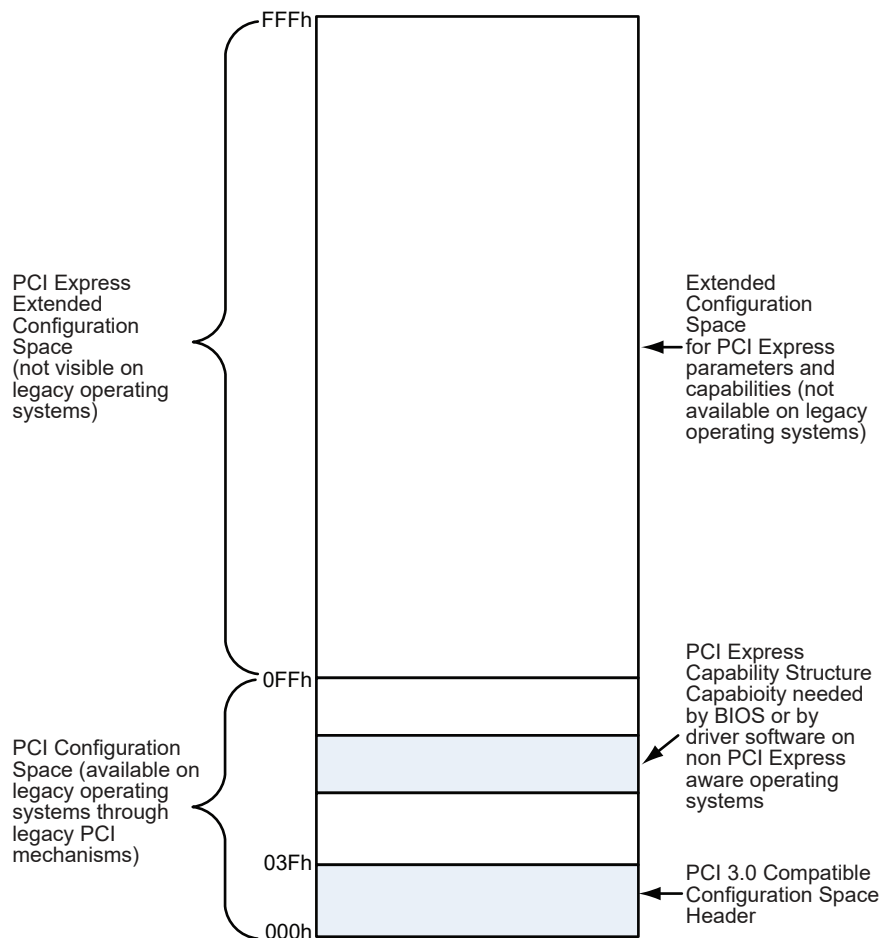 FFFh
PCI Express
Extended
Configuration
Space
(not visible on
legacy operating
systems)
Extended
Configuration
Space
for PCI Express
parameters and
capabilities (not
available on legacy
operating systems)
0FFh
PCI Express
Capability Structure
Capabioity needed
by BIOS or by
driver software on
non PCI Express
aware operating
systems
PCI Configuration
Space (available on
legacy operating
systems through
legacy PCI
mechanisms)
03Fh
PCI 3.0 Compatible
Configuration Space
Header
000h